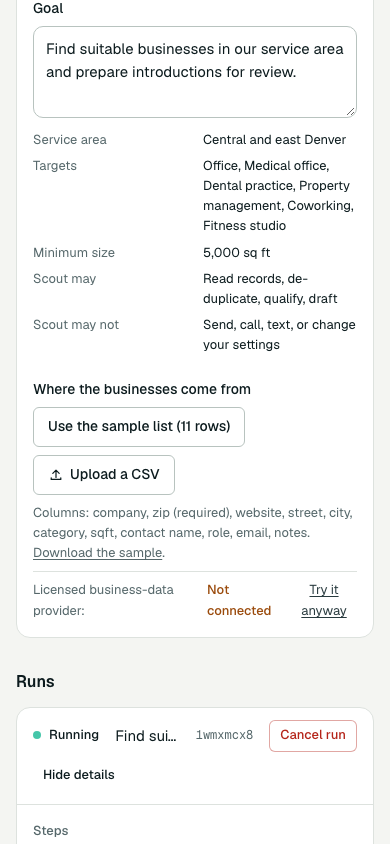 Goal
Find suitable businesses in our service area
and prepare introductions for review.
Service area Central and east Denver
Targets Office, Medical office,
Dental practice, Property
management, Coworking,
Fitness studio
Minimum size 5,000 sq ft
Scout may Read records, de-
duplicate, qualify, draft
Scout may not Send, call, text, or change
your settings
Where the businesses come from
Use the sample list (11 rows)
Upload a CSV
Columns: company, zip (required), website, street, city,
category, sqft, contact name, role, email, notes.
Download the sample.
Licensed business-data Not Try it
provider: connected anyway
Runs
Running Find sui... 1wmxmcx8 Cancel run
Hide details
Steps